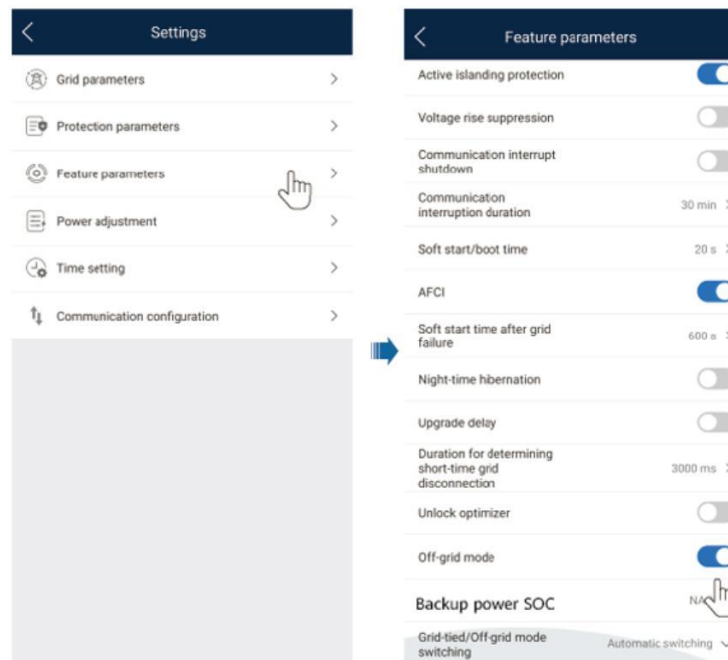 Settings
Grid parameters
Protection parameters
Feature parameters
Power adjustment
Time setting
Communication configuration
Feature parameters
Active islanding protection
Voltage rise suppression
Communication interrupt
shutdown
Communication
interruption duration
30 min
Soft start/boot time
20 s
AFCI
Soft start time after grid
failure
600 s
Night-time hibernation
Upgrade delay
Duration for determining
short-time grid
disconnection
3000 ms
Unlock optimizer
Off-grid mode
Backup power SOC
NA
Grid-tied/Off-grid mode
switching
Automatic switching